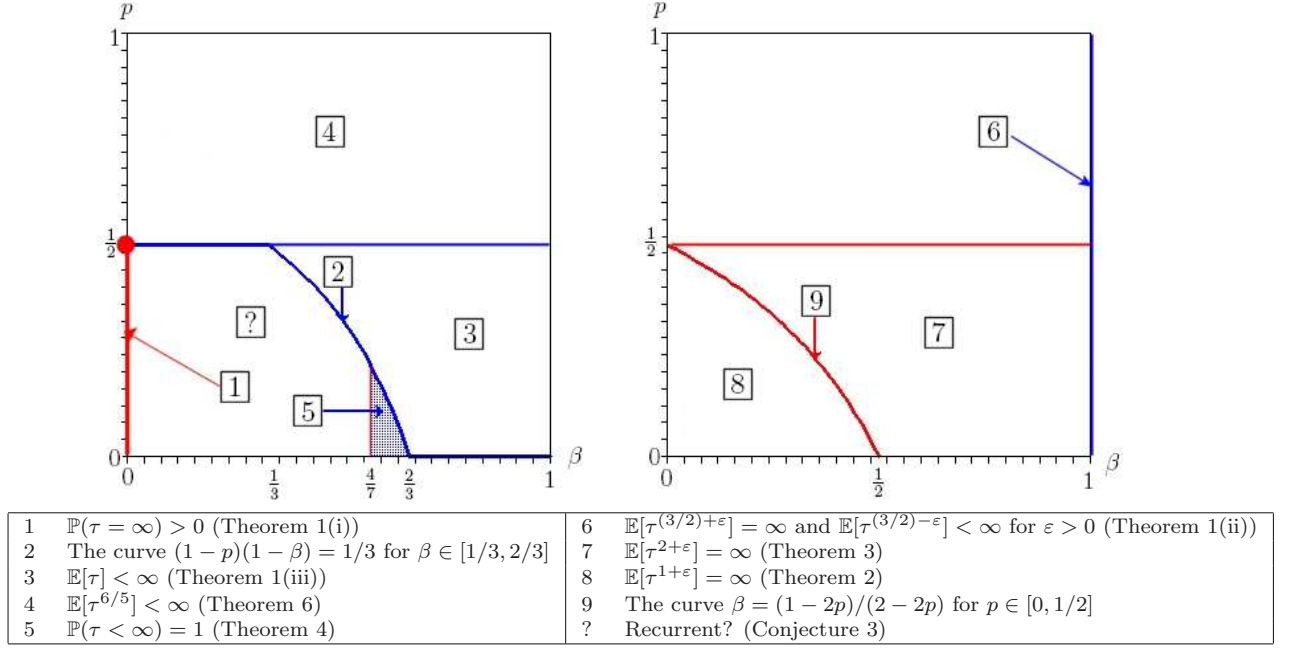 p
1
4
1/2
2
?
3
1
5
0
0
1/3
4/7
2/3
1
β
p
1
6
1/2
9
7
8
0
0
1/2
1
β
1 ℙ(τ = ∞) > 0 (Theorem 1(i))
2 The curve (1 − p)(1 − β) = 1/3 for β ∈ [1/3, 2/3]
3 𝔼[τ] < ∞ (Theorem 1(iii))
4 𝔼[τ^{6/5}] < ∞ (Theorem 6)
5 ℙ(τ < ∞) = 1 (Theorem 4)
6 𝔼[τ^{(3/2)+ε}] = ∞ and 𝔼[τ^{(3/2)−ε}] < ∞ for ε > 0 (Theorem 1(ii))
7 𝔼[τ^{2+ε}] = ∞ (Theorem 3)
8 𝔼[τ^{1+ε}] = ∞ (Theorem 2)
9 The curve β = (1 − 2p)/(2 − 2p) for p ∈ [0, 1/2]
? Recurrent? (Conjecture 3)